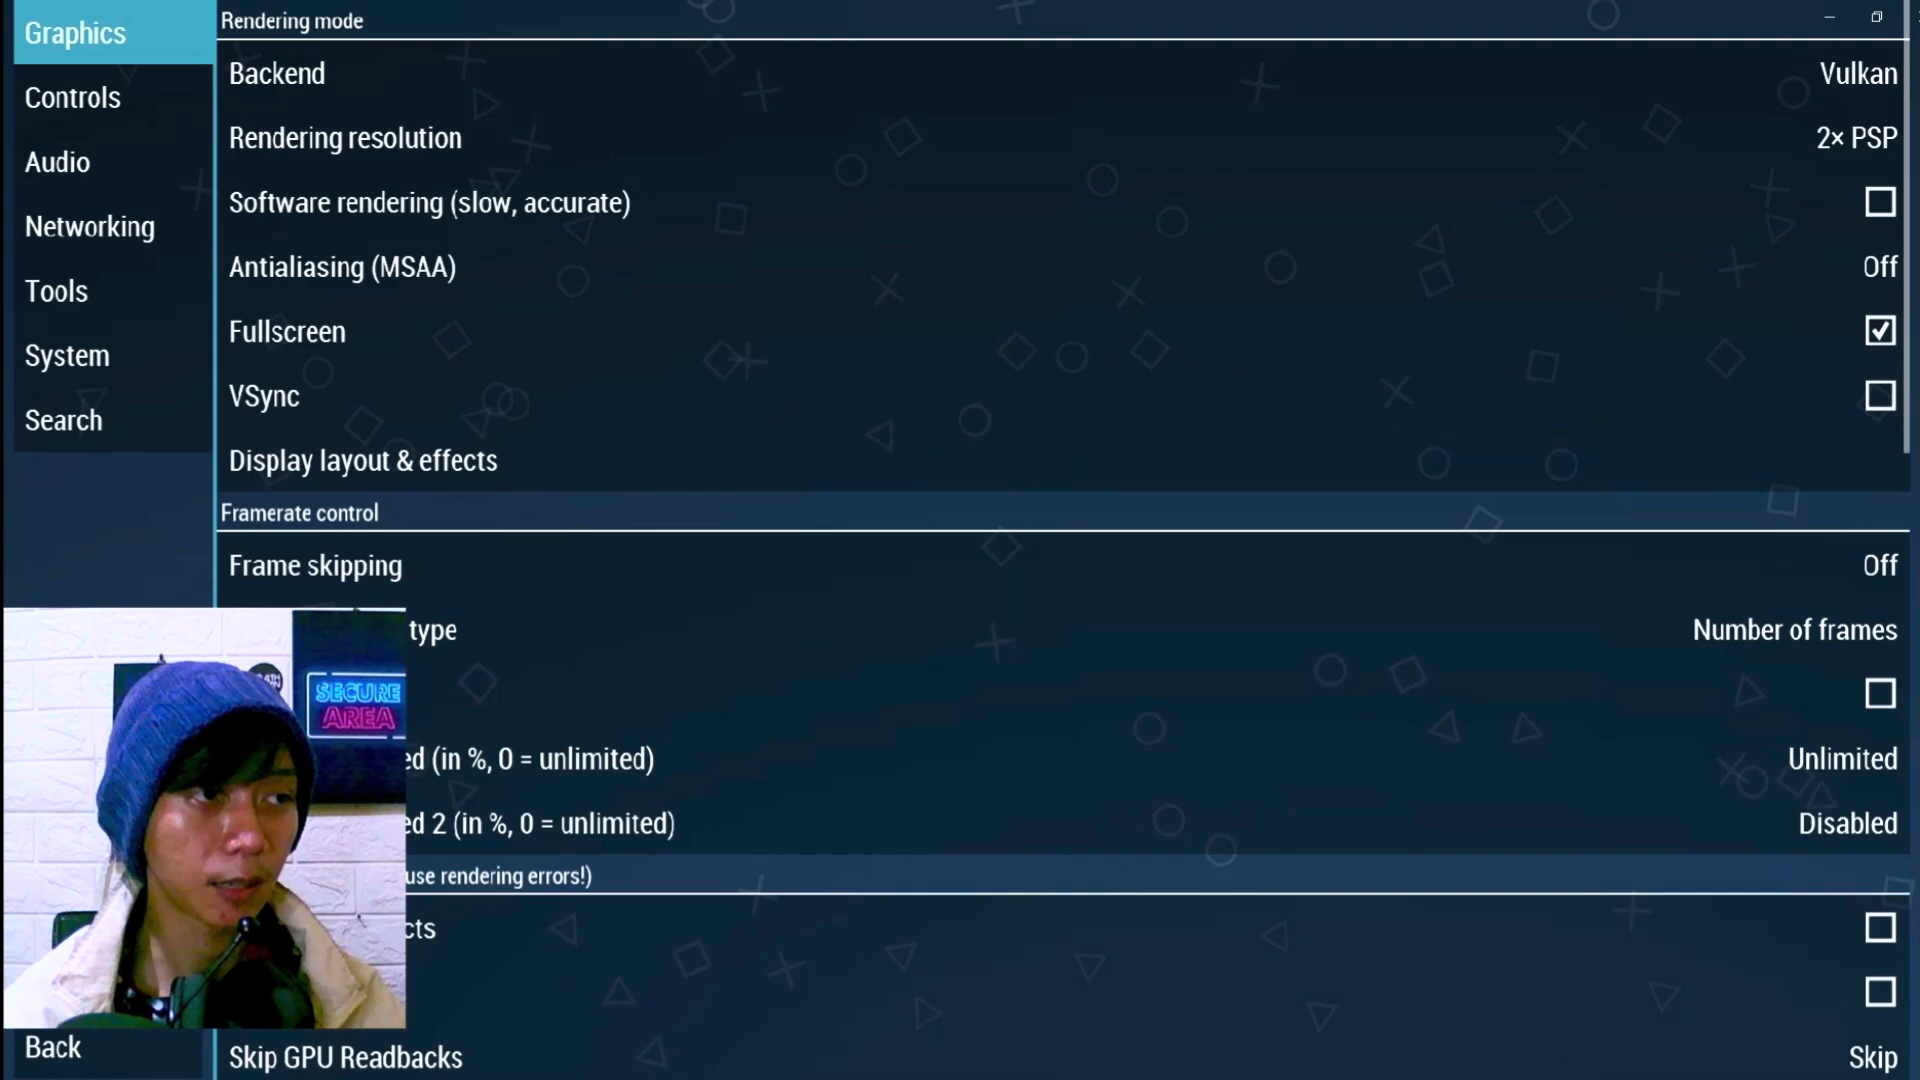 Graphics
Controls
Audio
Networking
Tools
System
Search
Back
Rendering mode
Backend
Vulkan
Rendering resolution
2× PSP
Software rendering (slow, accurate)
Antialiasing (MSAA)
Off
Fullscreen
VSync
Display layout & effects
Framerate control
Frame skipping
Off
type
Number of frames
ed (in %, 0 = unlimited)
Unlimited
ed 2 (in %, 0 = unlimited)
Disabled
use rendering errors!)
cts
Skip GPU Readbacks
Skip
SECURE
AREA